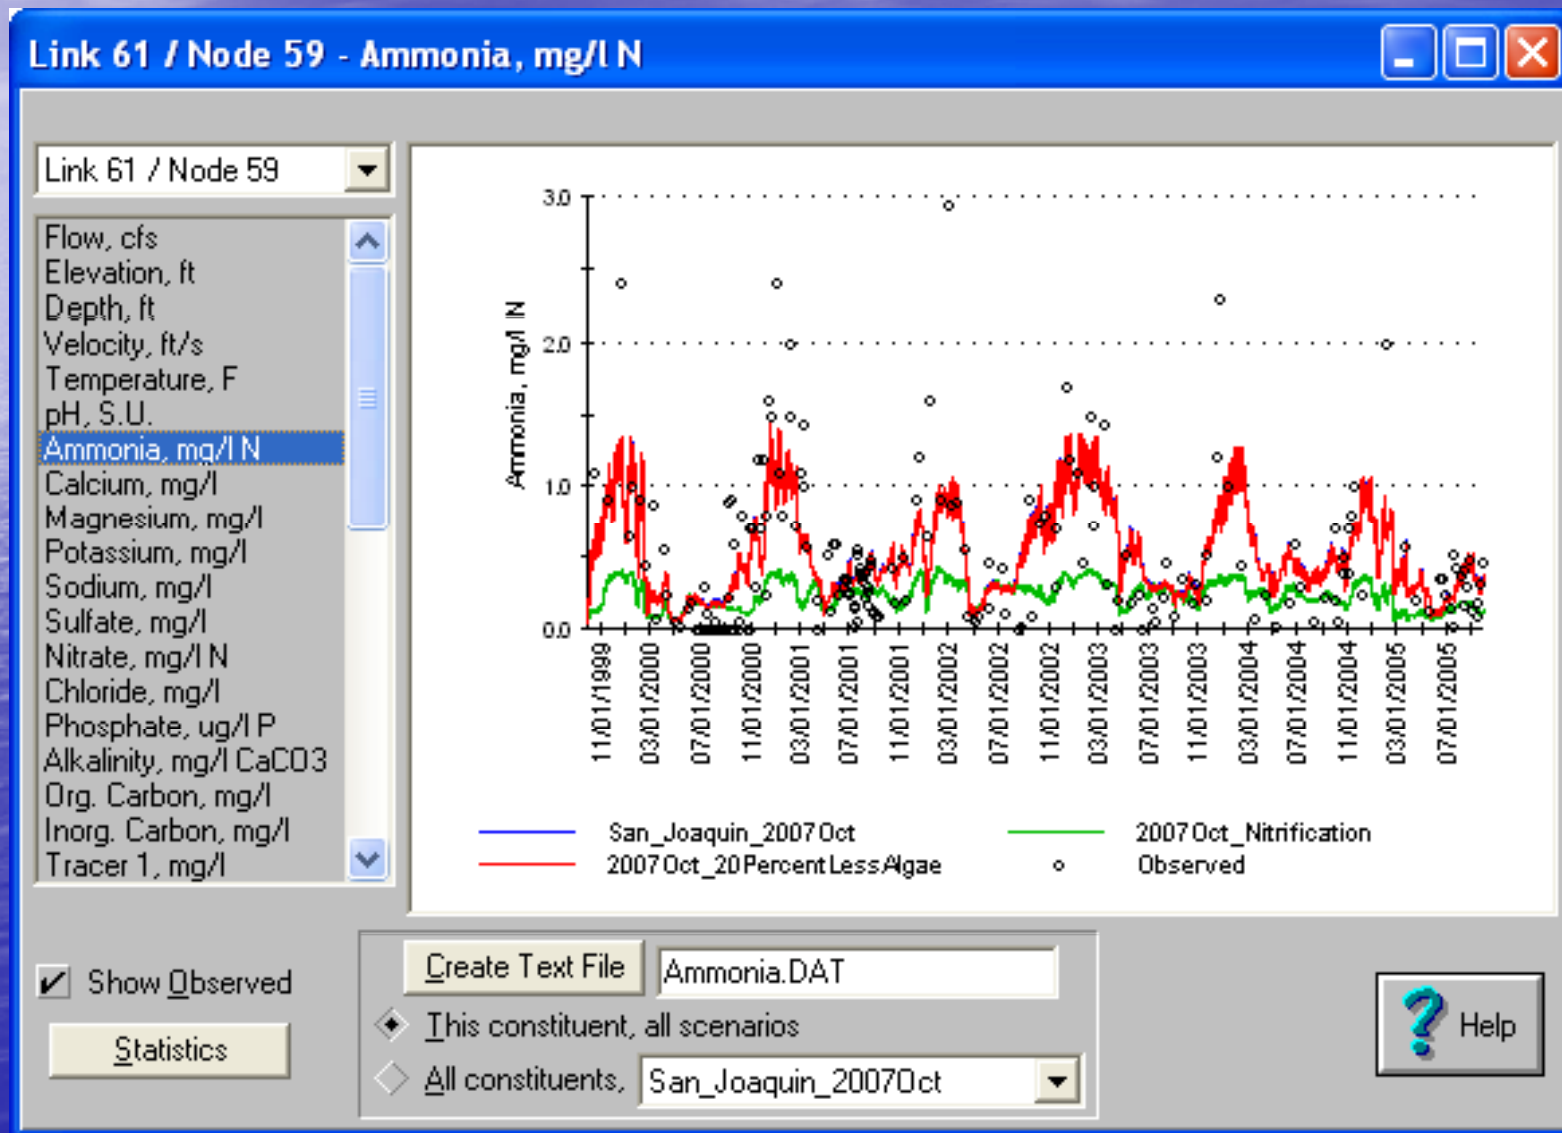 Link 61 / Node 59 - Ammonia, mg/l N
Link 61 / Node 59
Flow, cfs
Elevation, ft
Depth, ft
Velocity, ft/s
Temperature, F
pH, S.U.
Ammonia, mg/l N
Calcium, mg/l
Magnesium, mg/l
Potassium, mg/l
Sodium, mg/l
Sulfate, mg/l
Nitrate, mg/l N
Chloride, mg/l
Phosphate, ug/l P
Alkalinity, mg/l CaCO3
Org. Carbon, mg/l
Inorg. Carbon, mg/l
Tracer 1, mg/l
Ammonia, mg/l N
3.0
2.0
1.0
0.0
11/01/1999
03/01/2000
07/01/2000
11/01/2000
03/01/2001
07/01/2001
11/01/2001
03/01/2002
07/01/2002
11/01/2002
03/01/2003
07/01/2003
11/01/2003
03/01/2004
07/01/2004
11/01/2004
03/01/2005
07/01/2005
San_Joaquin_2007Oct
2007Oct_Nitrification
2007Oct_20PercentLessAlgae
Observed
Show Observed
Statistics
Create Text File
Ammonia.DAT
This constituent, all scenarios
All constituents,
San_Joaquin_2007Oct
Help